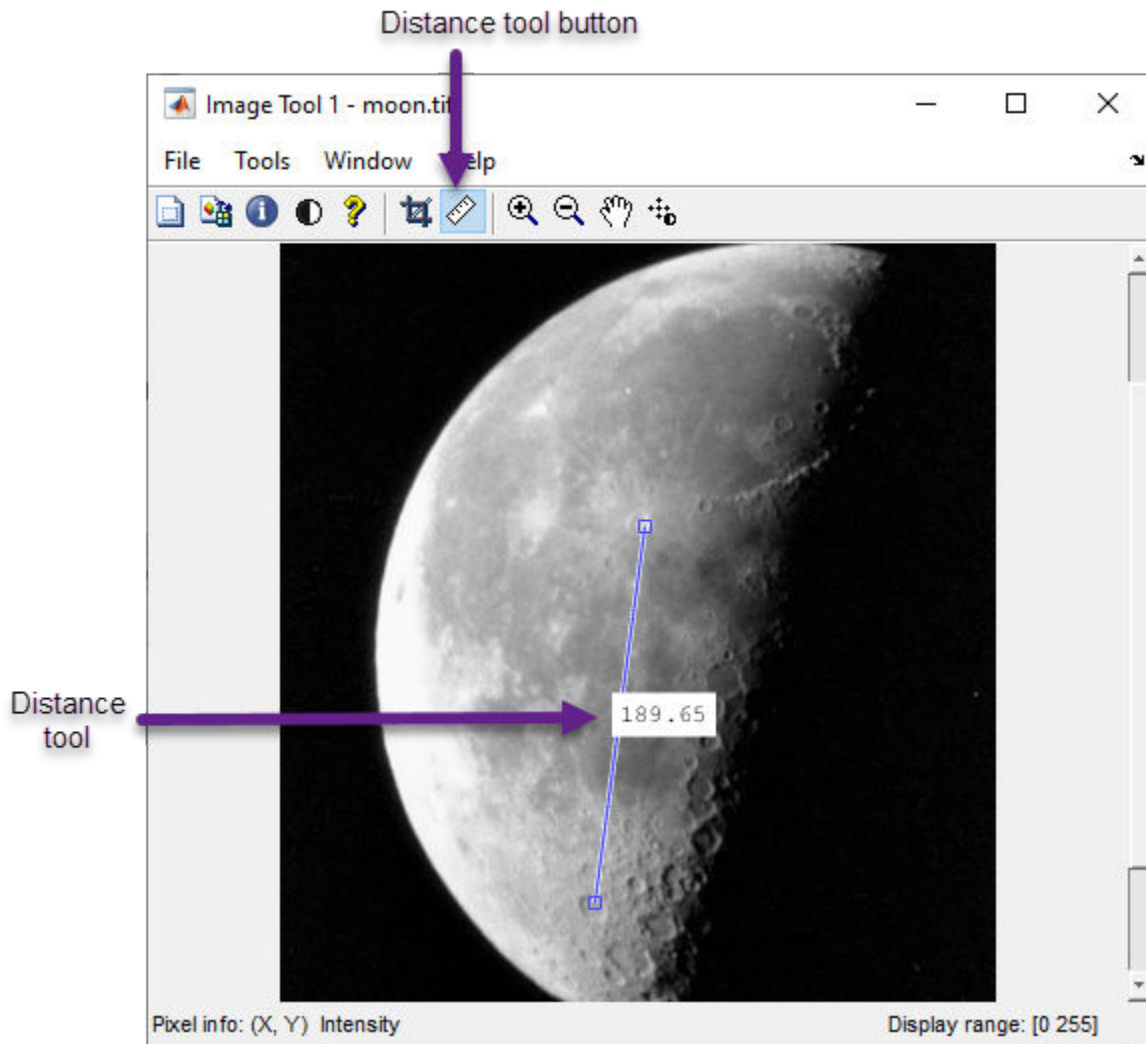 Distance tool button
Image Tool 1 - moon.tif
File Tools Window Help
189.65
Distance
tool
Pixel info: (X, Y) Intensity
Display range: [0 255]